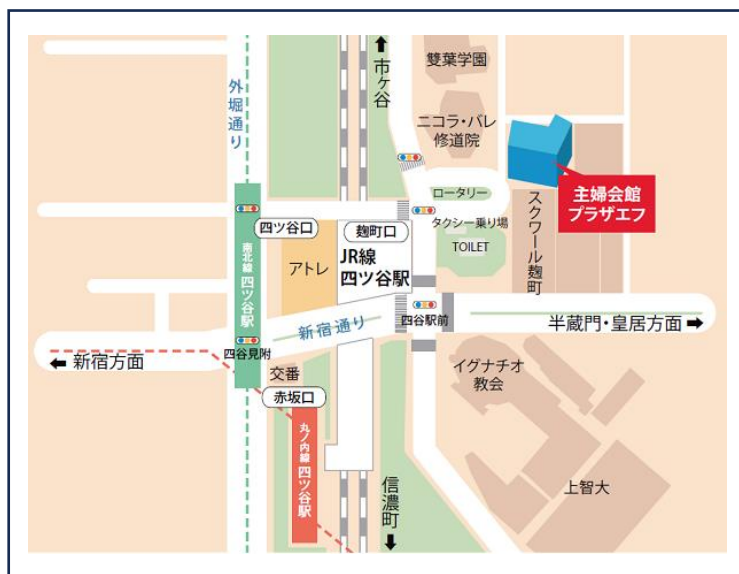 市ヶ谷
雙葉学園
外堀通り
ニコラ・バレ
修道院
主婦会館
プラザエフ
ロータリー
四ツ谷口
麹町口
タクシー乗り場
スクワール麹町
TOILET
アトレ
JR線
四ツ谷駅
南北線 四ツ谷駅
新宿通り
四谷駅前
半蔵門・皇居方面
四谷見附
新宿方面
交番
イグナチオ
教会
赤坂口
丸ノ内線 四ツ谷駅
信濃町
上智大